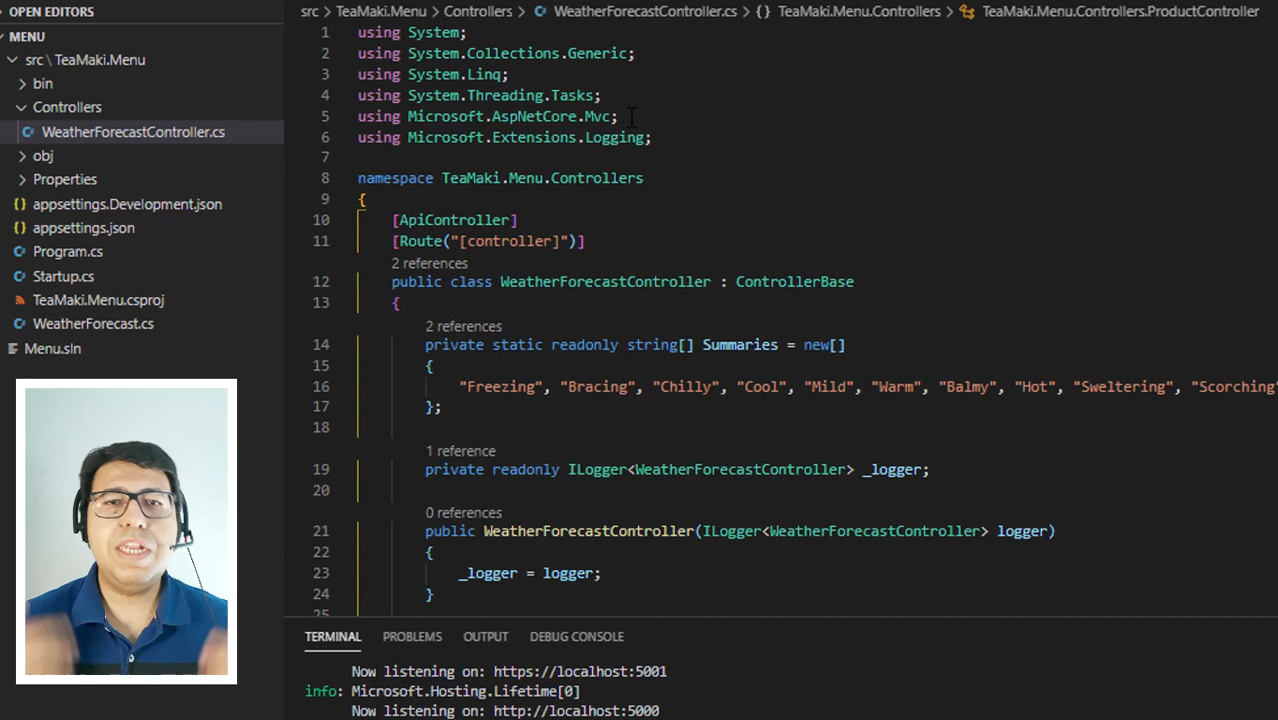 OPEN EDITORS
MENU
src \ TeaMaki.Menu
bin
Controllers
WeatherForecastController.cs
obj
Properties
appsettings.Development.json
appsettings.json
Program.cs
Startup.cs
TeaMaki.Menu.csproj
WeatherForecast.cs
Menu.sln
src > TeaMaki.Menu > Controllers > WeatherForecastController.cs > {} TeaMaki.Menu.Controllers > TeaMaki.Menu.Controllers.ProductController
1 using System;
2 using System.Collections.Generic;
3 using System.Linq;
4 using System.Threading.Tasks;
5 using Microsoft.AspNetCore.Mvc;
6 using Microsoft.Extensions.Logging;
7
8 namespace TeaMaki.Menu.Controllers
9 {
10 [ApiController]
11 [Route("[controller]")]
2 references
12 public class WeatherForecastController : ControllerBase
13 {
2 references
14 private static readonly string[] Summaries = new[]
15 {
16 "Freezing", "Bracing", "Chilly", "Cool", "Mild", "Warm", "Balmy", "Hot", "Sweltering", "Scorching"
17 };
18
1 reference
19 private readonly ILogger<WeatherForecastController> _logger;
20
0 references
21 public WeatherForecastController(ILogger<WeatherForecastController> logger)
22 {
23 _logger = logger;
24 }
25
TERMINAL PROBLEMS OUTPUT DEBUG CONSOLE
Now listening on: https://localhost:5001
info: Microsoft.Hosting.Lifetime[0]
Now listening on: http://localhost:5000